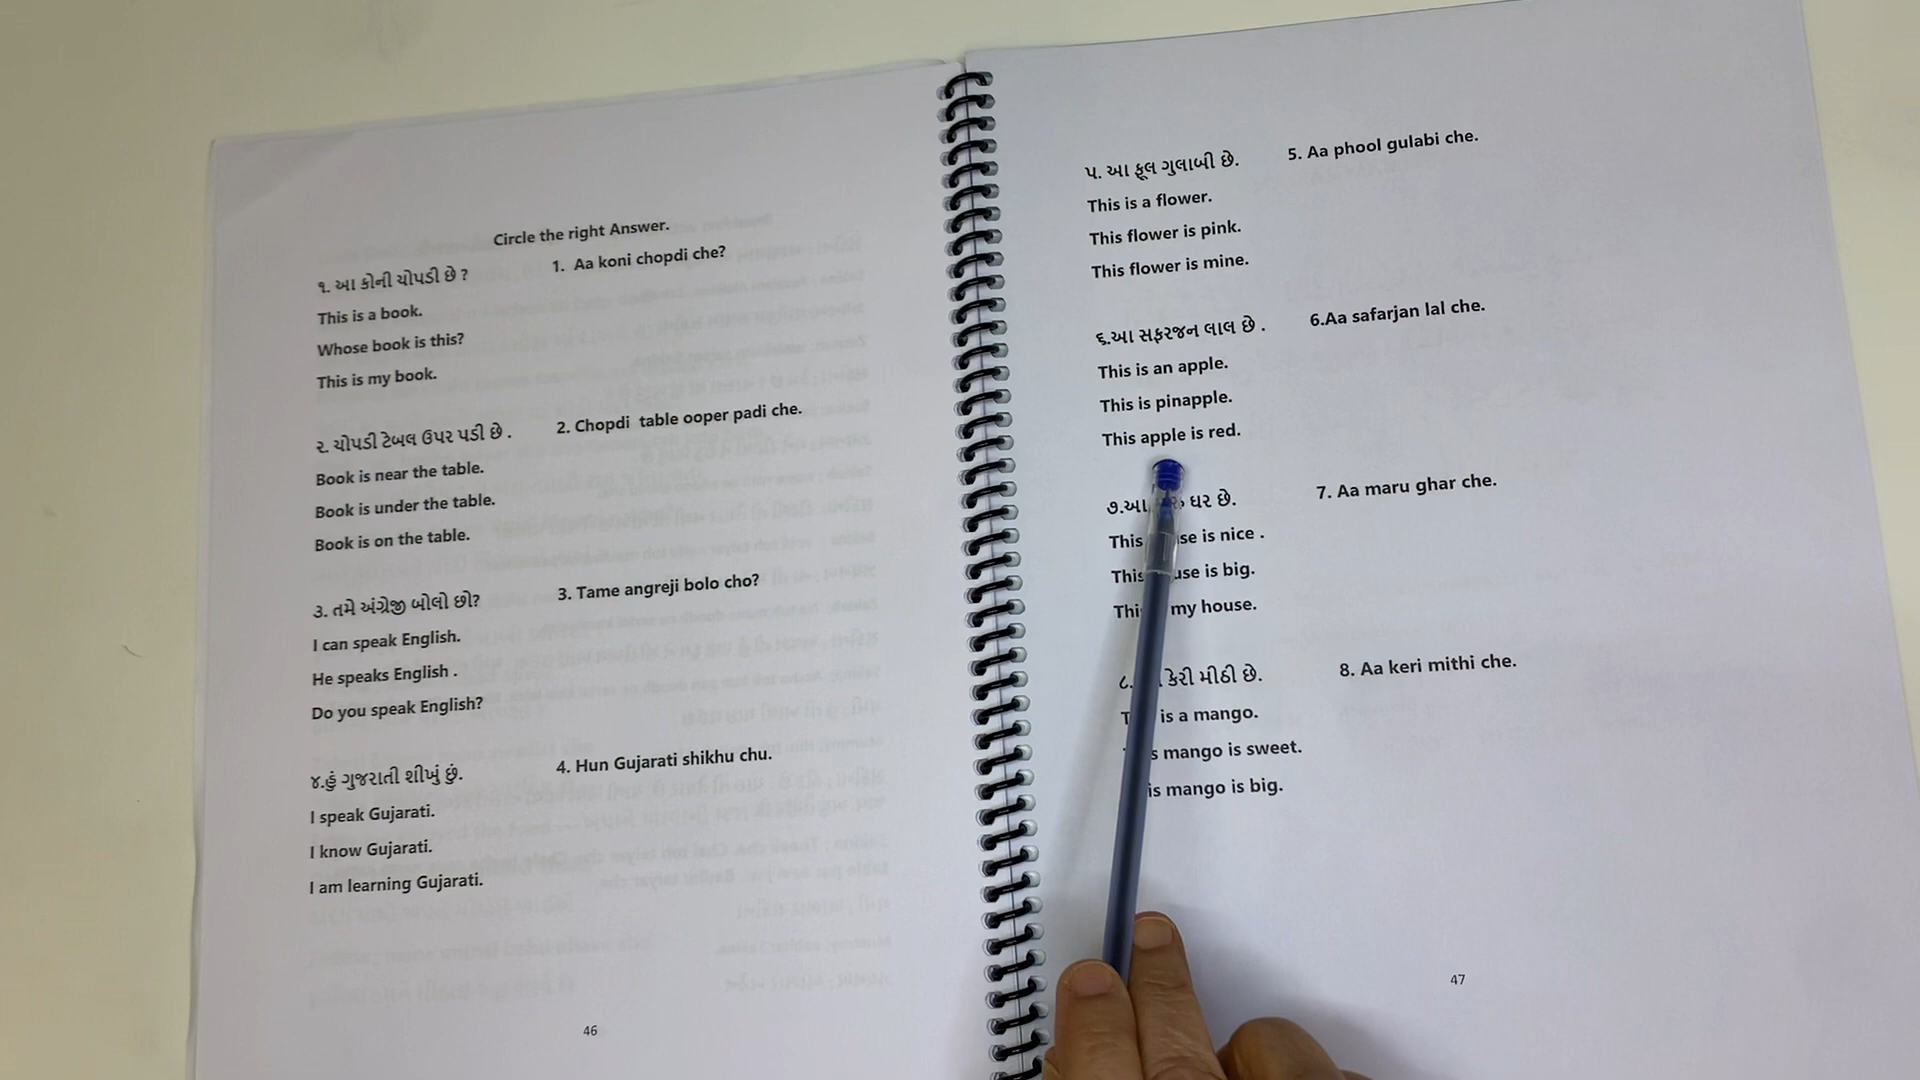 Circle the right Answer.
૧. આ કોની ચોપડી છે ? 1. Aa koni chopdi che?
This is a book.
Whose book is this?
This is my book.
૨. ચોપડી ટેબલ ઉપર પડી છે . 2. Chopdi table ooper padi che.
Book is near the table.
Book is under the table.
Book is on the table.
૩. તમે અંગ્રેજી બોલો છો? 3. Tame angreji bolo cho?
I can speak English.
He speaks English .
Do you speak English?
૪.હું ગુજરાતી શીખું છું. 4. Hun Gujarati shikhu chu.
I speak Gujarati.
I know Gujarati.
I am learning Gujarati.
46
૫. આ ફૂલ ગુલાબી છે. 5. Aa phool gulabi che.
This is a flower.
This flower is pink.
This flower is mine.
૬.આ સફરજન લાલ છે . 6.Aa safarjan lal che.
This is an apple.
This is pinapple.
This apple is red.
૭.આ ઘર છે. 7. Aa maru ghar che.
This is nice .
This is big.
my house.
૮. કેરી મીઠી છે. 8. Aa keri mithi che.
is a mango.
mango is sweet.
mango is big.
47